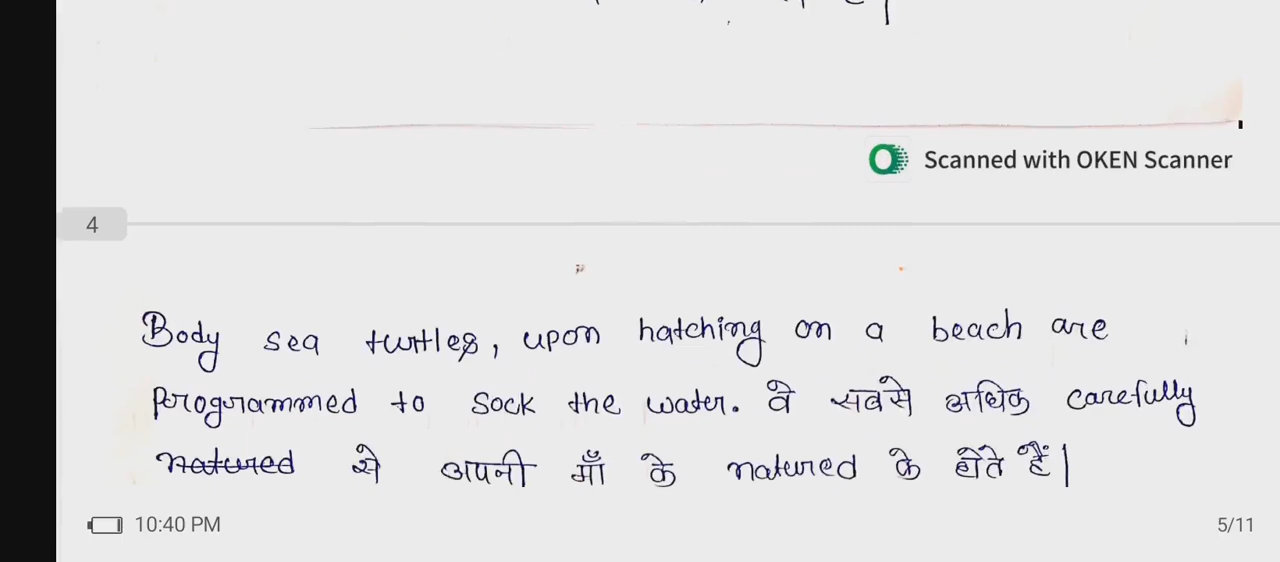 Scanned with OKEN Scanner
4
Body sea turtles, upon hatching on a beach are
programmed to sock the water. वे सबसे अधिक carefully
natured से अपनी माँ के natured के होते हैं|
10:40 PM
5/11